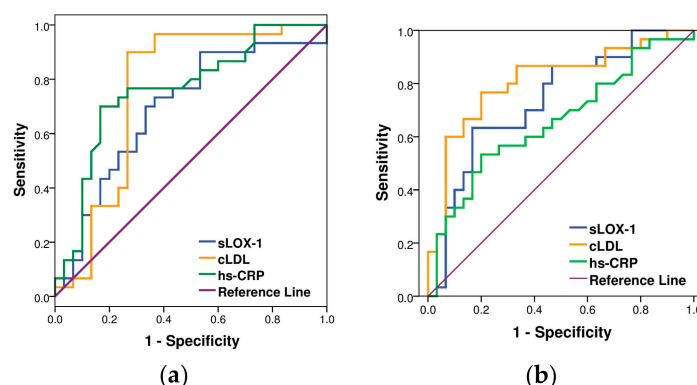 1.0
0.8
0.6
0.4
0.2
0.0
0.0 0.2 0.4 0.6 0.8 1.0
Sensitivity
1 - Specificity
sLOX-1
cLDL
hs-CRP
Reference Line
(a)
1.0
0.8
0.6
0.4
0.2
0.0
0.0 0.2 0.4 0.6 0.8 1.0
Sensitivity
1 - Specificity
sLOX-1
cLDL
hs-CRP
Reference Line
(b)